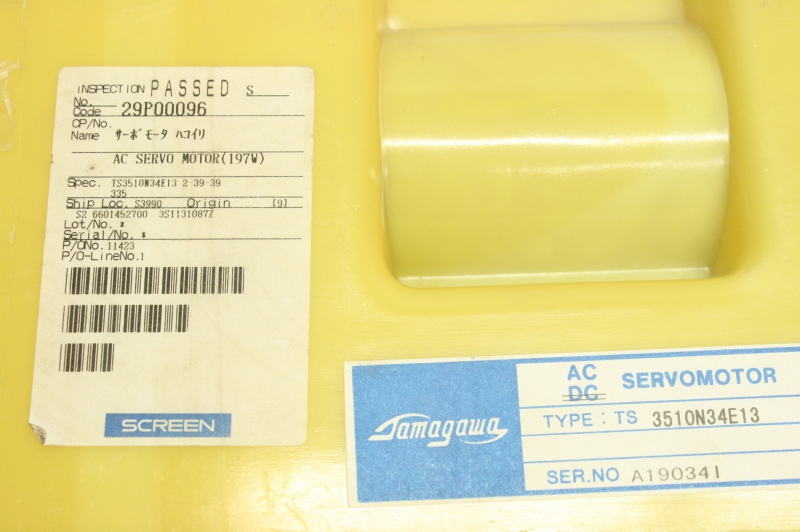 INSPECTION PASSED S
No.
Code 29P00096
CP/No.
Name サーボモータ ハコイリ
AC SERVO MOTOR(197W)
Spec. TS3510N34E13 2-39-39
335
Ship Loc. S3990 Origin [9]
S2 6601452700 3S1131087Z
Lot/No. *
Serial/No. *
P/ONo. 11423
P/O-LineNo. 1
SCREEN
Tamagawa
AC
DC SERVOMOTOR
TYPE: TS 3510N34E13
SER.NO A190341